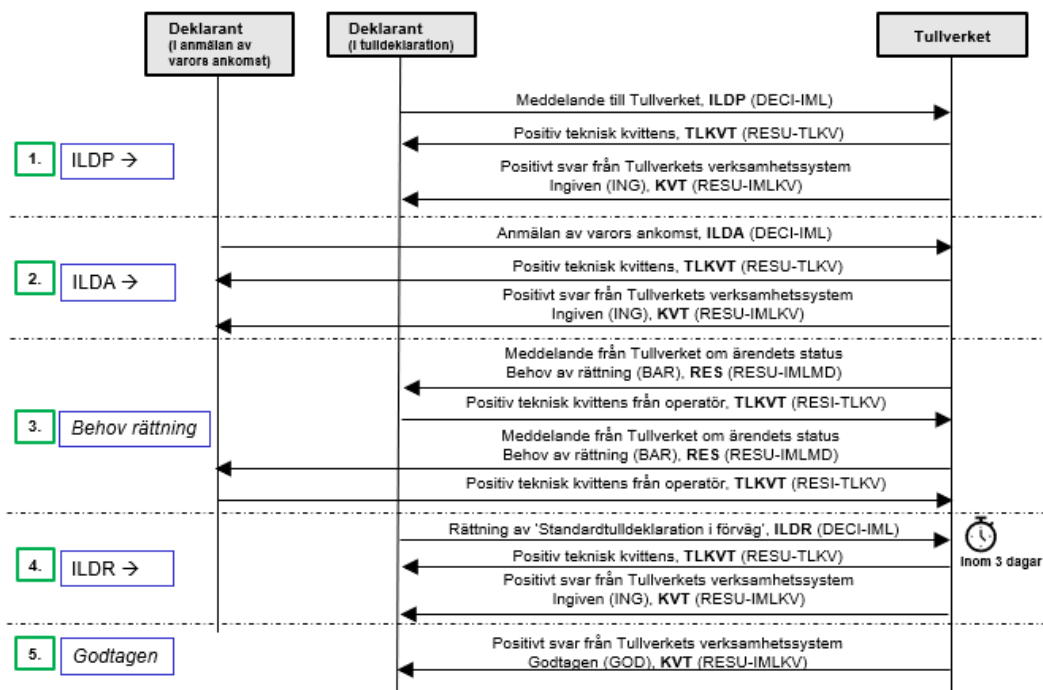 Deklarant
(i anmälan av
varors ankomst)
Deklarant
(i tulldeklaration)
Tullverket
Meddelande till Tullverket, ILDP (DECI-IML)
Positiv teknisk kvittens, TLKVT (RESU-TLKV)
1.
ILDP →
Positivt svar från Tullverkets verksamhetssystem
Ingiven (ING), KVT (RESU-IMLKV)
Anmälan av varors ankomst, ILDA (DECI-IML)
Positiv teknisk kvittens, TLKVT (RESU-TLKV)
2.
ILDA →
Positivt svar från Tullverkets verksamhetssystem
Ingiven (ING), KVT (RESU-IMLKV)
Meddelande från Tullverket om ärendets status
Behov av rättning (BAR), RES (RESU-IMLMD)
Positiv teknisk kvittens från operatör, TLKVT (RESI-TLKV)
3.
Behov rättning
Meddelande från Tullverket om ärendets status
Behov av rättning (BAR), RES (RESU-IMLMD)
Positiv teknisk kvittens från operatör, TLKVT (RESI-TLKV)
Rättning av 'Standardtulldeklaration i förväg', ILDR (DECI-IML)
Inom 3 dagar
Positiv teknisk kvittens, TLKVT (RESU-TLKV)
4.
ILDR →
Positivt svar från Tullverkets verksamhetssystem
Ingiven (ING), KVT (RESU-IMLKV)
5.
Godtagen
Positivt svar från Tullverkets verksamhetssystem
Godtagen (GOD), KVT (RESU-IMLKV)